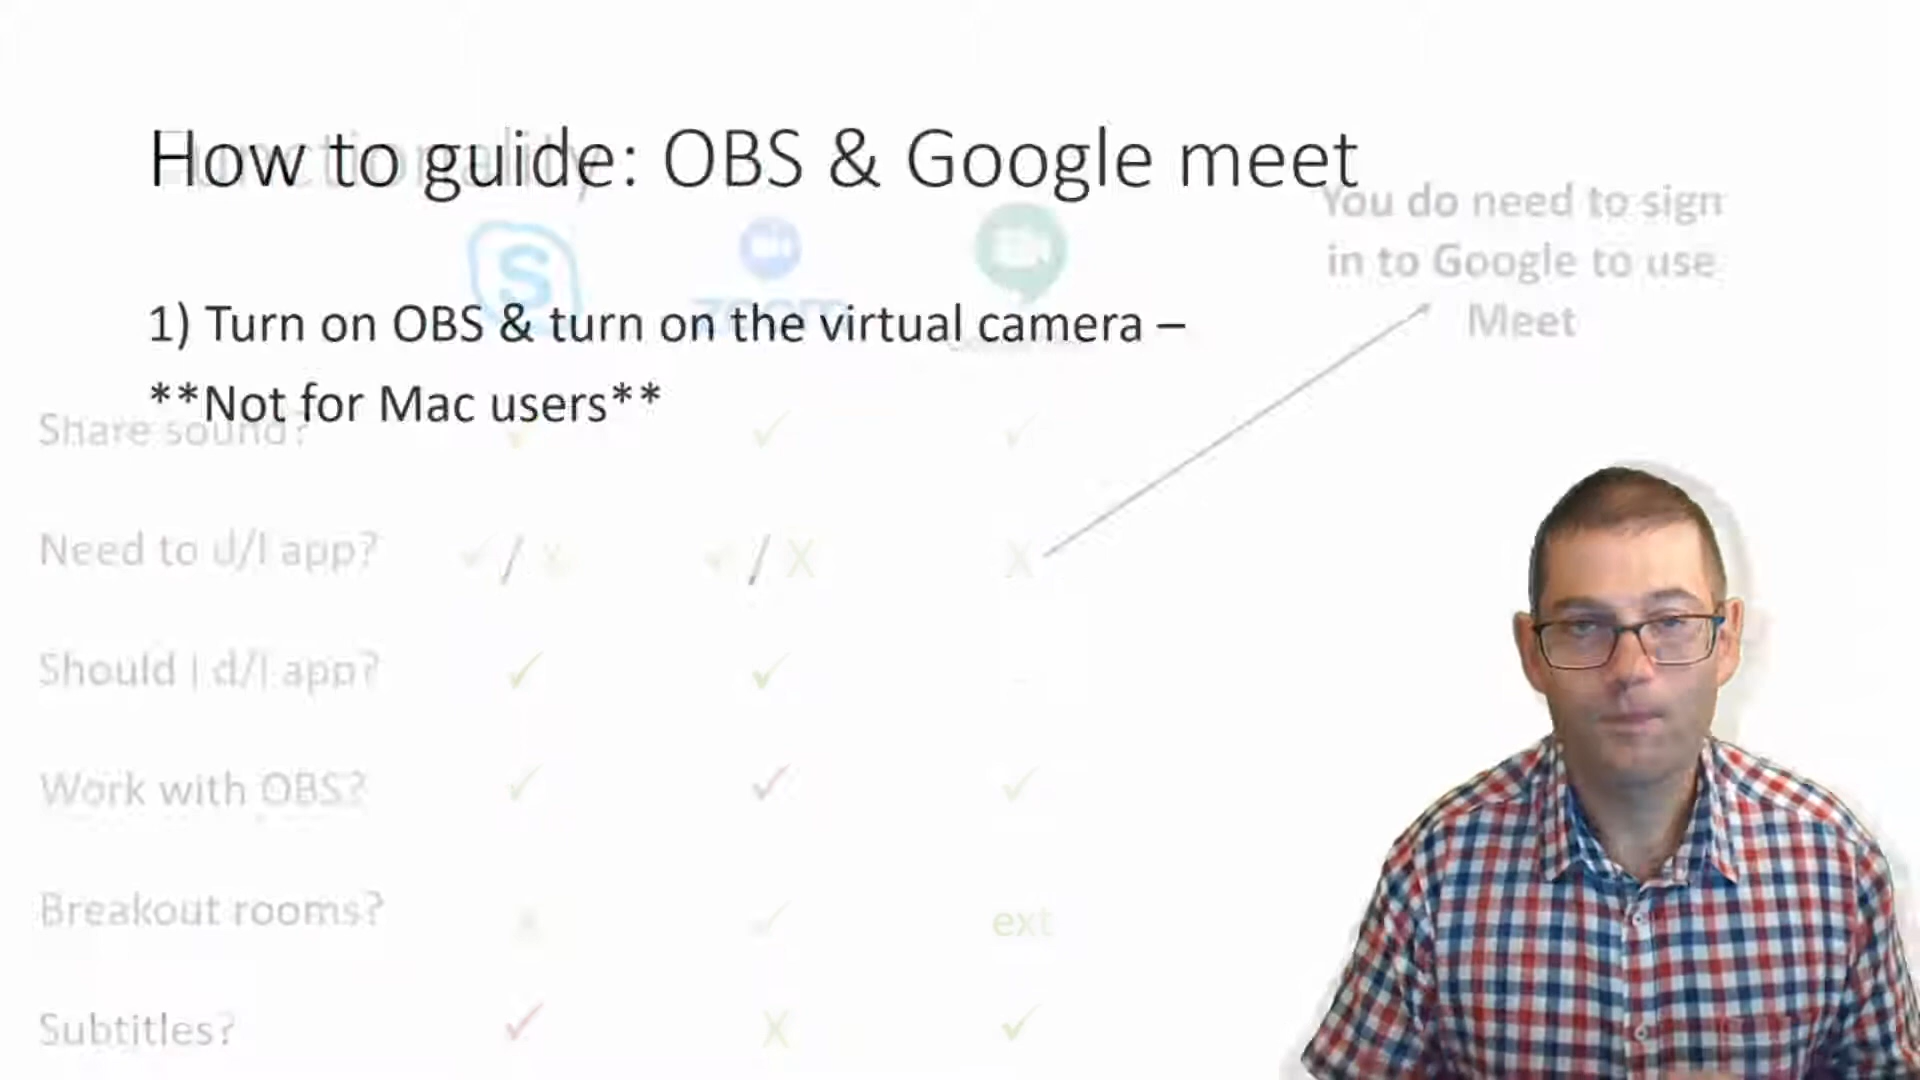 How to guide: OBS & Google meet
Functionality
You do need to sign
in to Google to use
Meet
zoom
1) Turn on OBS & turn on the virtual camera –
**Not for Mac users**
Share sound?
Need to d/l app? / X / X X
Should I d/l app?
Work with OBS?
Breakout rooms? x ext
Subtitles? X